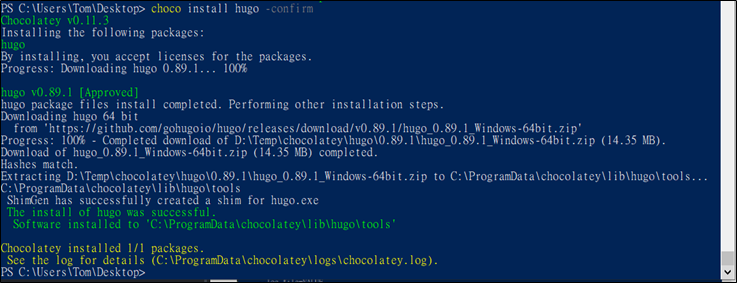 PS C:\Users\Tom\Desktop> choco install hugo -confirm
Chocolatey v0.11.3
Installing the following packages:
hugo
By installing, you accept licenses for the packages.
Progress: Downloading hugo 0.89.1... 100%
hugo v0.89.1 [Approved]
hugo package files install completed. Performing other installation steps.
Downloading hugo 64 bit
from 'https://github.com/gohugoio/hugo/releases/download/v0.89.1/hugo_0.89.1_Windows-64bit.zip'
Progress: 100% - Completed download of D:\Temp\chocolatey\hugo\0.89.1\hugo_0.89.1_Windows-64bit.zip (14.35 MB).
Download of hugo_0.89.1_Windows-64bit.zip (14.35 MB) completed.
Hashes match.
Extracting D:\Temp\chocolatey\hugo\0.89.1\hugo_0.89.1_Windows-64bit.zip to C:\ProgramData\chocolatey\lib\hugo\tools...
C:\ProgramData\chocolatey\lib\hugo\tools
ShimGen has successfully created a shim for hugo.exe
The install of hugo was successful.
Software installed to 'C:\ProgramData\chocolatey\lib\hugo\tools'
Chocolatey installed 1/1 packages.
See the log for details (C:\ProgramData\chocolatey\logs\chocolatey.log).
PS C:\Users\Tom\Desktop>